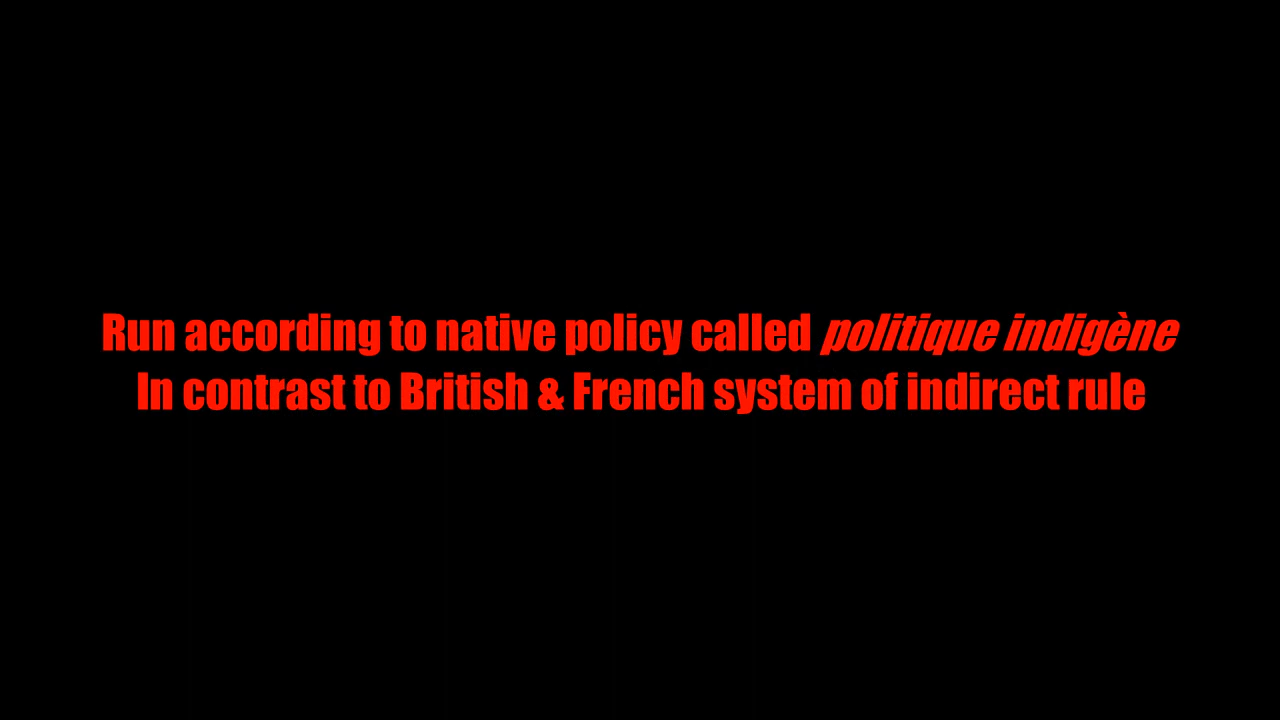 Run according to native policy called politique indigène
In contrast to British & French system of indirect rule